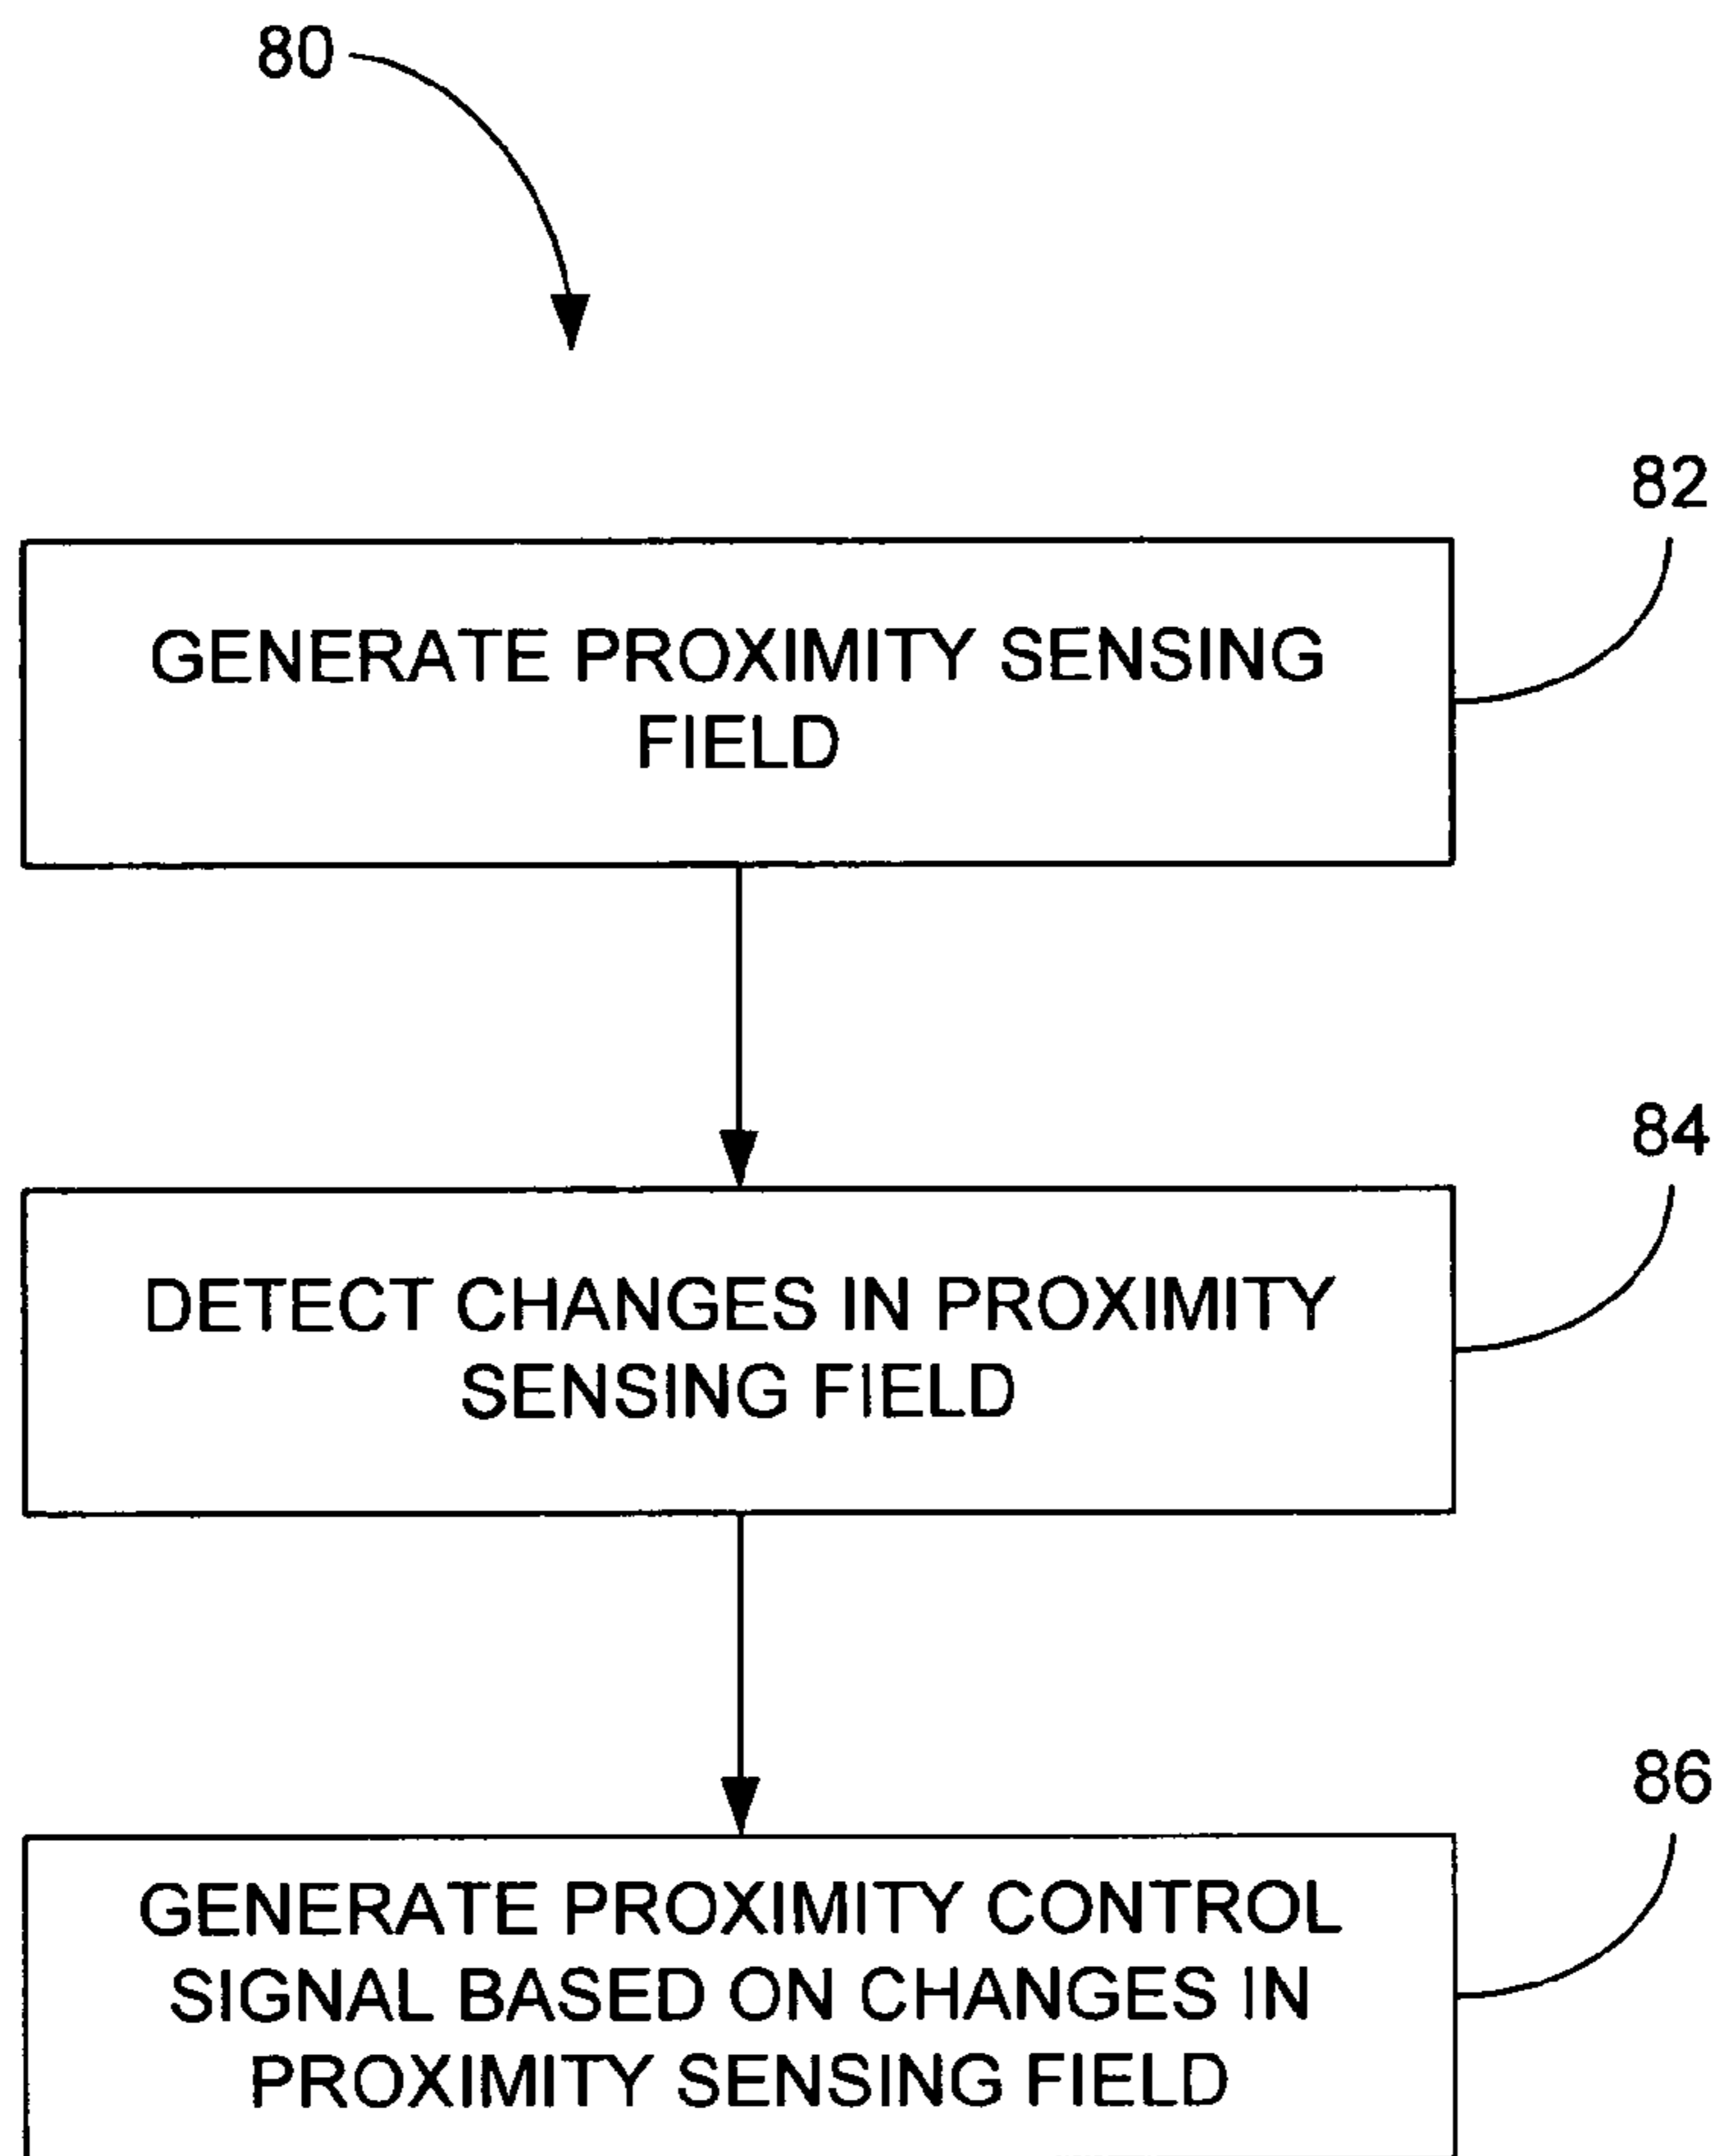 80
82
GENERATE PROXIMITY SENSING
FIELD
84
DETECT CHANGES IN PROXIMITY
SENSING FIELD
86
GENERATE PROXIMITY CONTROL
SIGNAL BASED ON CHANGES IN
PROXIMITY SENSING FIELD